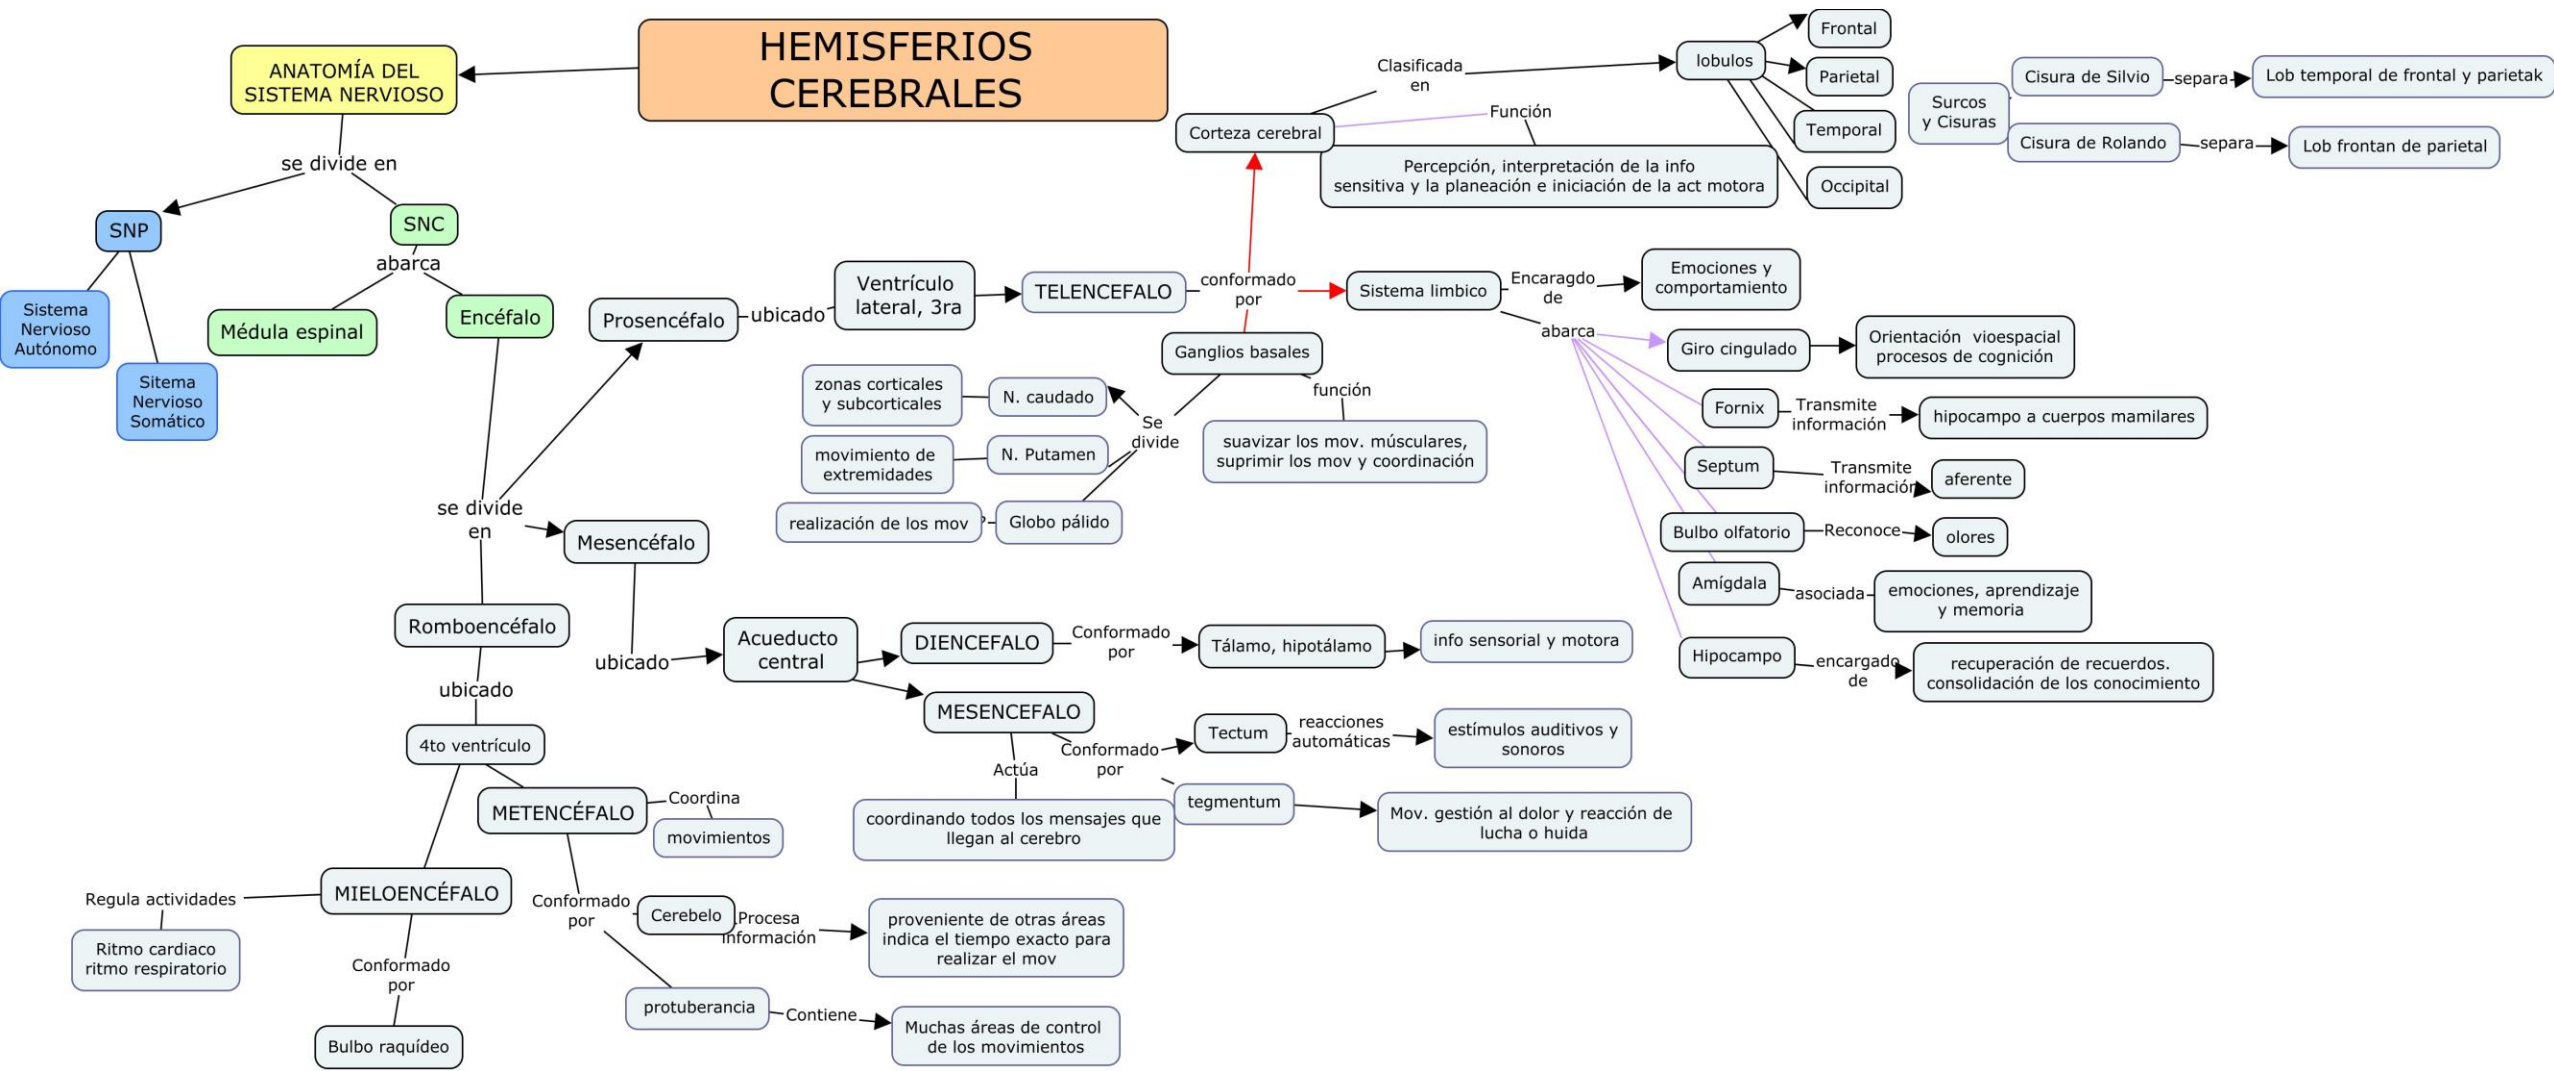 HEMISFERIOS
CEREBRALES
ANATOMÍA DEL
SISTEMA NERVIOSO
se divide en
SNP
SNC
abarca
Sistema
Nervioso
Autónomo
Sitema
Nervioso
Somático
Médula espinal
Encéfalo
se divide
en
Prosencéfalo
ubicado
Ventrículo
lateral, 3ra
TELENCEFALO
conformado
por
Corteza cerebral
Clasificada
en
lobulos
Frontal
Parietal
Temporal
Occipital
Función
Percepción, interpretación de la info
sensitiva y la planeación e iniciación de la act motora
Surcos
y Cisuras
Cisura de Silvio
separa
Lob temporal de frontal y parietak
Cisura de Rolando
separa
Lob frontan de parietal
Sistema limbico
Encaragdo
de
Emociones y
comportamiento
abarca
Giro cingulado
Orientación vioespacial
procesos de cognición
Fornix
Transmite
información
hipocampo a cuerpos mamilares
Septum
Transmite
información
aferente
Bulbo olfatorio
Reconoce
olores
Amígdala
asociada
emociones, aprendizaje
y memoria
Hipocampo
encargado
de
recuperación de recuerdos.
consolidación de los conocimiento
Ganglios basales
función
suavizar los mov. músculares,
suprimir los mov y coordinación
Se
divide
N. caudado
zonas corticales
y subcorticales
N. Putamen
movimiento de
extremidades
Globo pálido
?
realización de los mov
Mesencéfalo
ubicado
Acueducto
central
DIENCEFALO
Conformado
por
Tálamo, hipotálamo
info sensorial y motora
MESENCEFALO
Actúa
coordinando todos los mensajes que
llegan al cerebro
Conformado
por
Tectum
reacciones
automáticas
estímulos auditivos y
sonoros
tegmentum
Mov. gestión al dolor y reacción de
lucha o huida
Romboencéfalo
ubicado
4to ventrículo
METENCÉFALO
Coordina
movimientos
Conformado
por
Cerebelo
Procesa
información
proveniente de otras áreas
indica el tiempo exacto para
realizar el mov
protuberancia
Contiene
Muchas áreas de control
de los movimientos
MIELOENCÉFALO
Regula actividades
Ritmo cardiaco
ritmo respiratorio
Conformado
por
Bulbo raquídeo